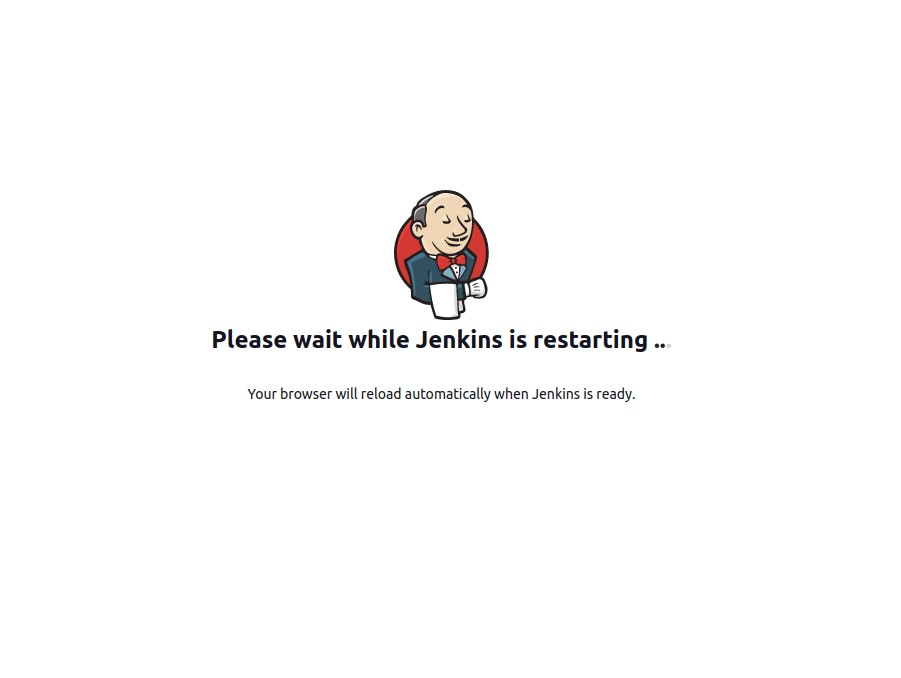 Please wait while Jenkins is restarting ...
Your browser will reload automatically when Jenkins is ready.